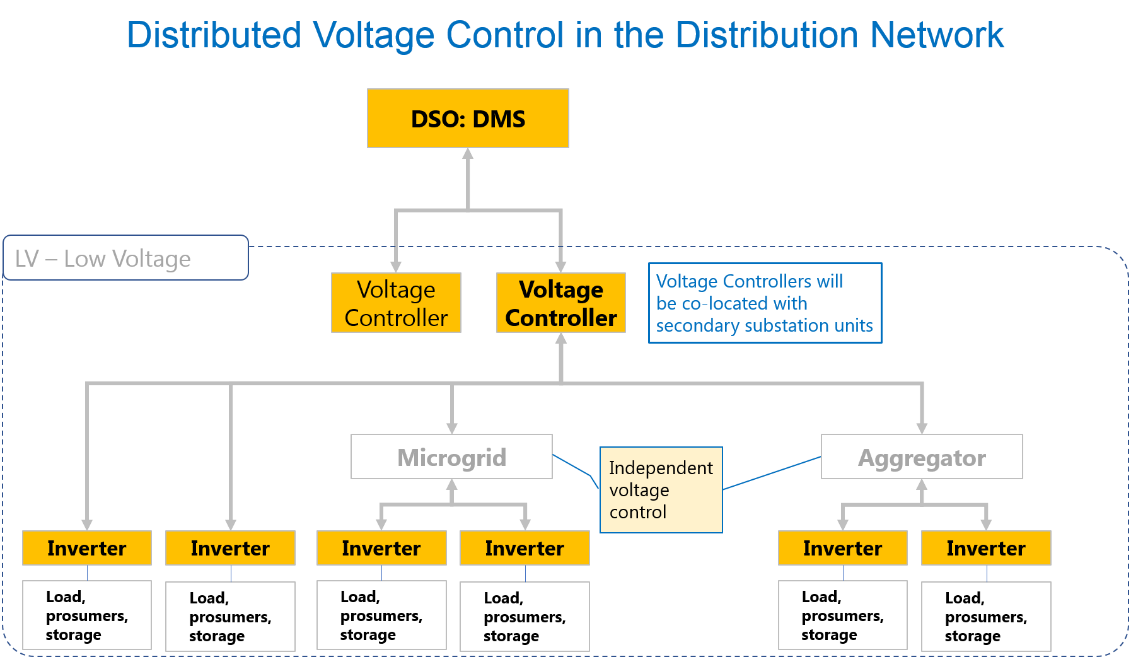 Distributed Voltage Control in the Distribution Network
DSO: DMS
LV – Low Voltage
Voltage
Controller
Voltage
Controller
Voltage Controllers will
be co-located with
secondary substation units
Microgrid
Independent
voltage
control
Aggregator
Inverter
Inverter
Inverter
Inverter
Inverter
Inverter
Load,
prosumers,
storage
Load,
prosumers,
storage
Load,
prosumers,
storage
Load,
prosumers,
storage
Load,
prosumers,
storage
Load,
prosumers,
storage